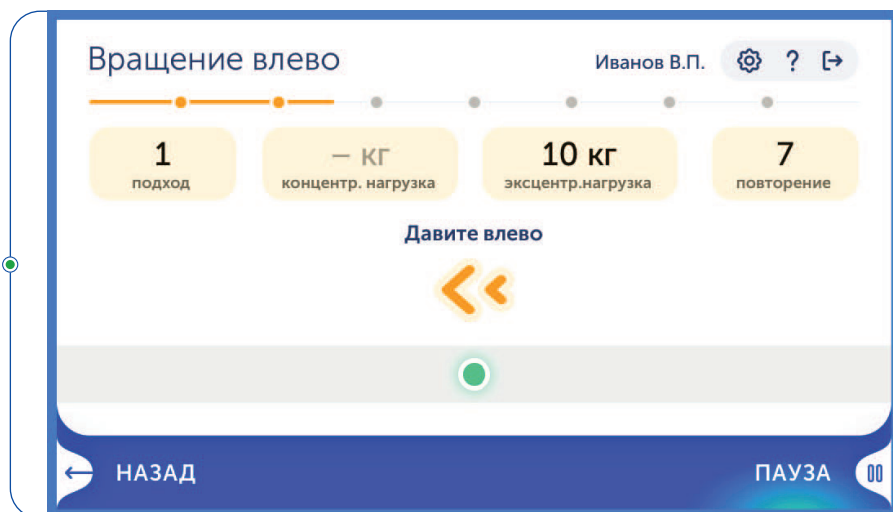 Вращение влево
Иванов В.П. ?
1
подход
– кг
концентр. нагрузка
10 кг
эксцентр.нагрузка
7
повторение
Давите влево
НАЗАД
ПАУЗА